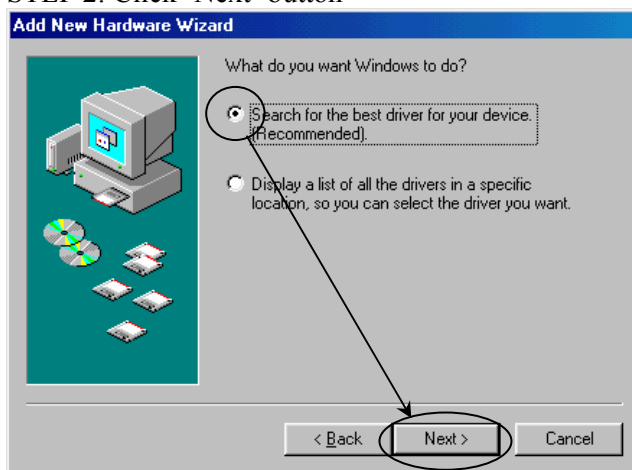 STEP 2: Click "Next" button
Add New Hardware Wizard
What do you want Windows to do?
Search for the best driver for your device.
(Recommended).
Display a list of all the drivers in a specific
location, so you can select the driver you want.
< Back
Next >
Cancel